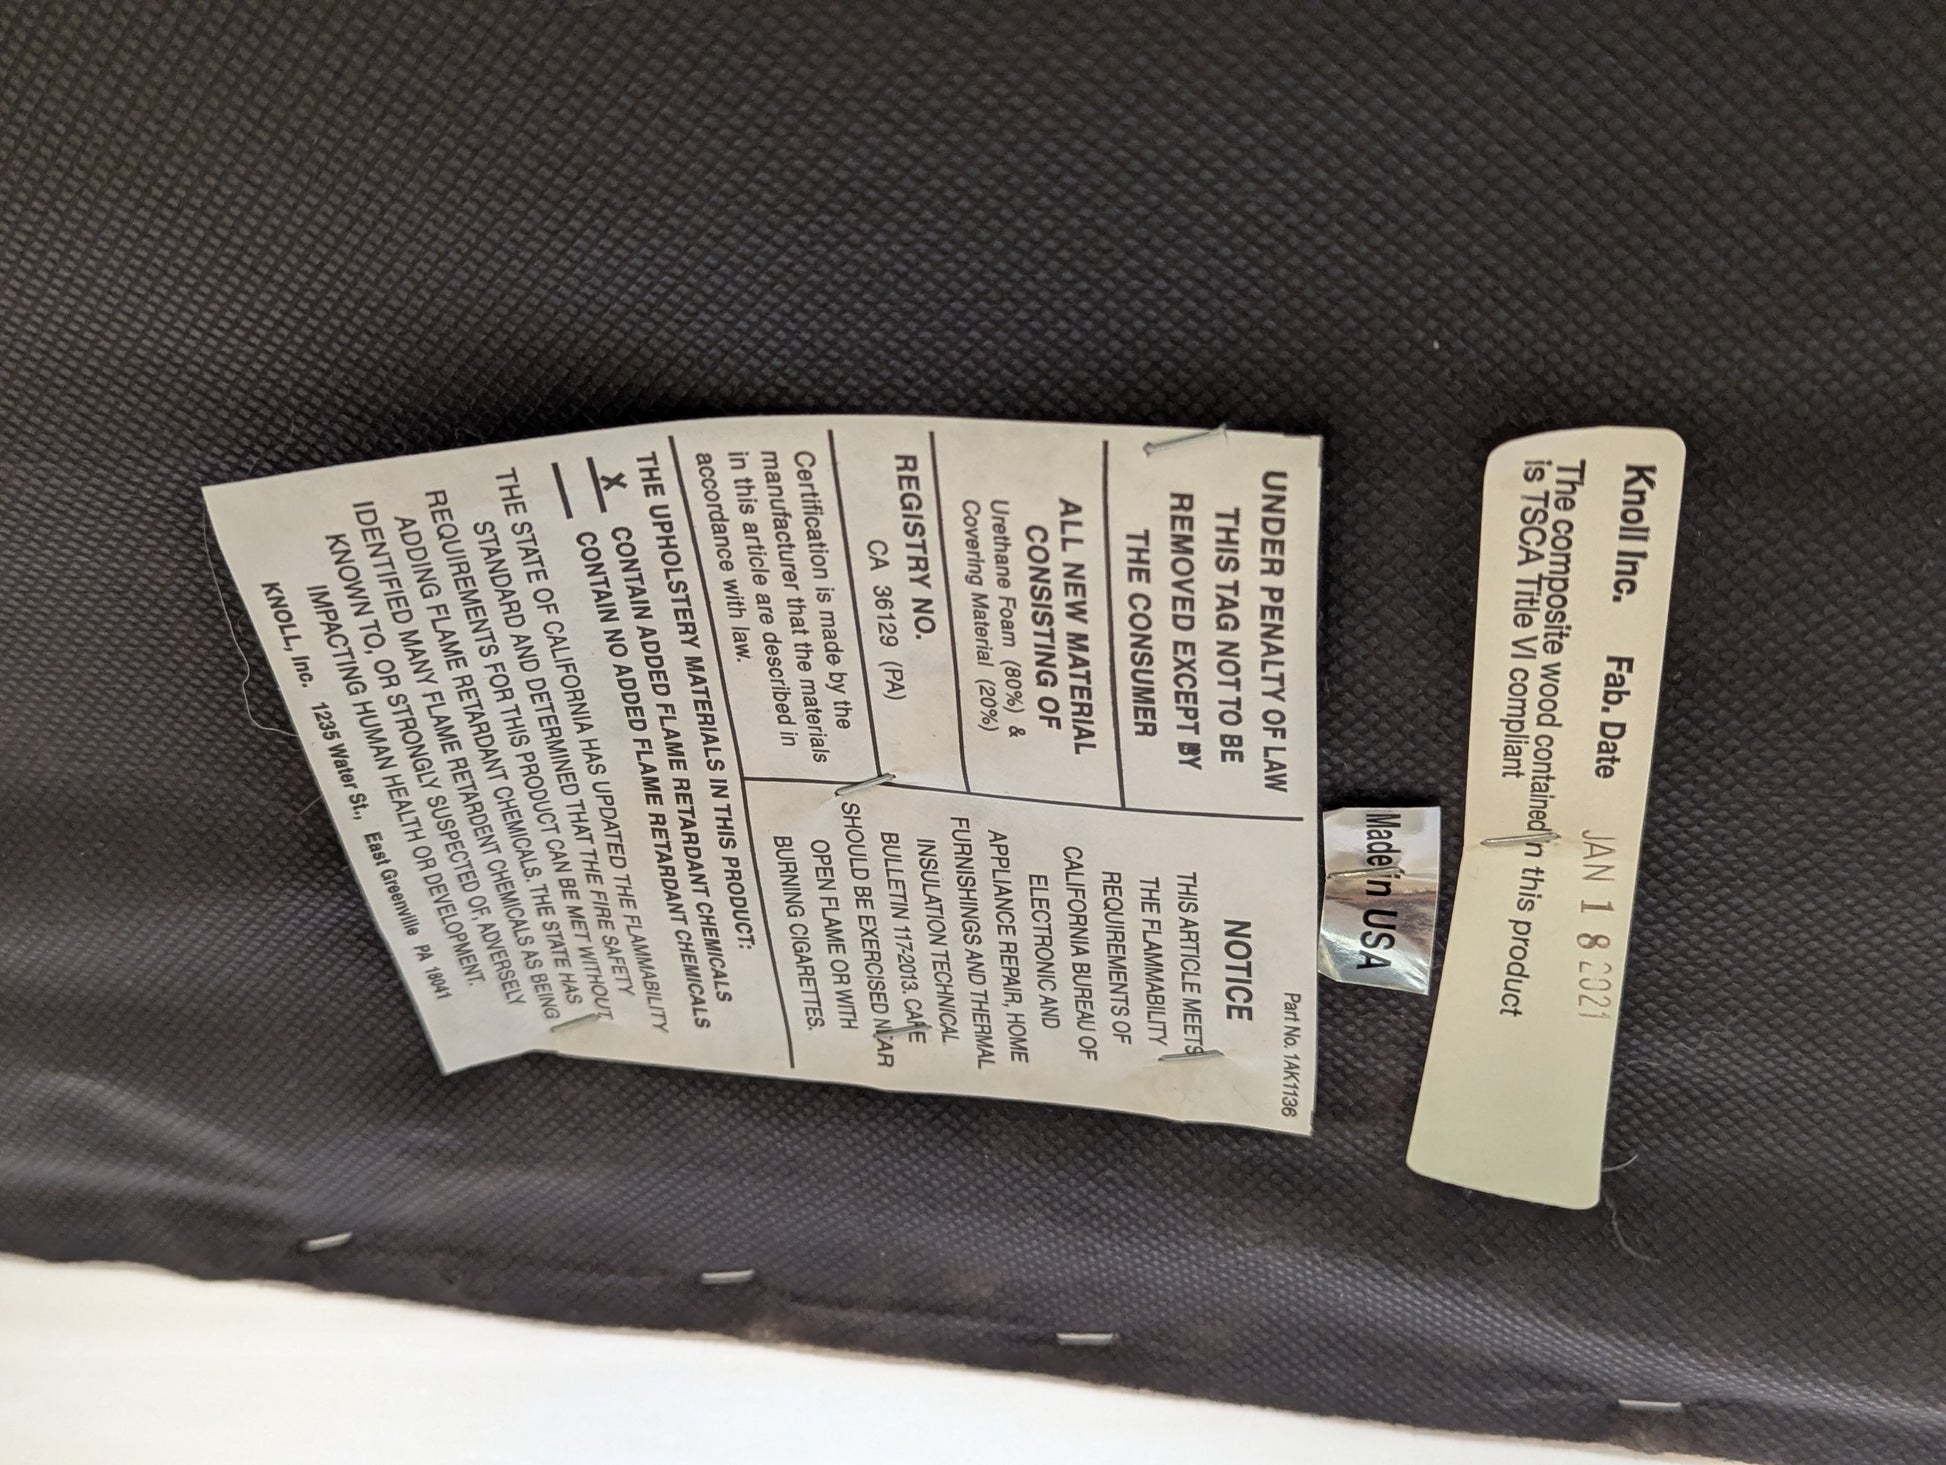 Knoll Inc. Fab. Date JAN 18 2021
The composite wood contained in this product
is TSCA Title VI compliant
Made in USA
Part No. 1AK1136
UNDER PENALTY OF LAW
THIS TAG NOT TO BE
REMOVED EXCEPT BY
THE CONSUMER
ALL NEW MATERIAL
CONSISTING OF
Urethane Foam (80%) &
Covering Material (20%)
REGISTRY NO.
CA 36129 (PA)
Certification is made by the
manufacturer that the materials
in this article are described in
accordance with law.
NOTICE
THIS ARTICLE MEETS
THE FLAMMABILITY
REQUIREMENTS OF
CALIFORNIA BUREAU OF
ELECTRONIC AND
APPLIANCE REPAIR, HOME
FURNISHINGS AND THERMAL
INSULATION TECHNICAL
BULLETIN 117-2013. CARE
SHOULD BE EXERCISED NEAR
OPEN FLAME OR WITH
BURNING CIGARETTES.
THE UPHOLSTERY MATERIALS IN THIS PRODUCT:
X CONTAIN ADDED FLAME RETARDANT CHEMICALS
CONTAIN NO ADDED FLAME RETARDANT CHEMICALS
THE STATE OF CALIFORNIA HAS UPDATED THE FLAMMABILITY
STANDARD AND DETERMINED THAT THE FIRE SAFETY
REQUIREMENTS FOR THIS PRODUCT CAN BE MET WITHOUT
ADDING FLAME RETARDANT CHEMICALS. THE STATE HAS
IDENTIFIED MANY FLAME RETARDENT CHEMICALS AS BEING
KNOWN TO, OR STRONGLY SUSPECTED OF, ADVERSELY
IMPACTING HUMAN HEALTH OR DEVELOPMENT.
KNOLL, Inc. 1235 Water St., East Greenville PA 18041